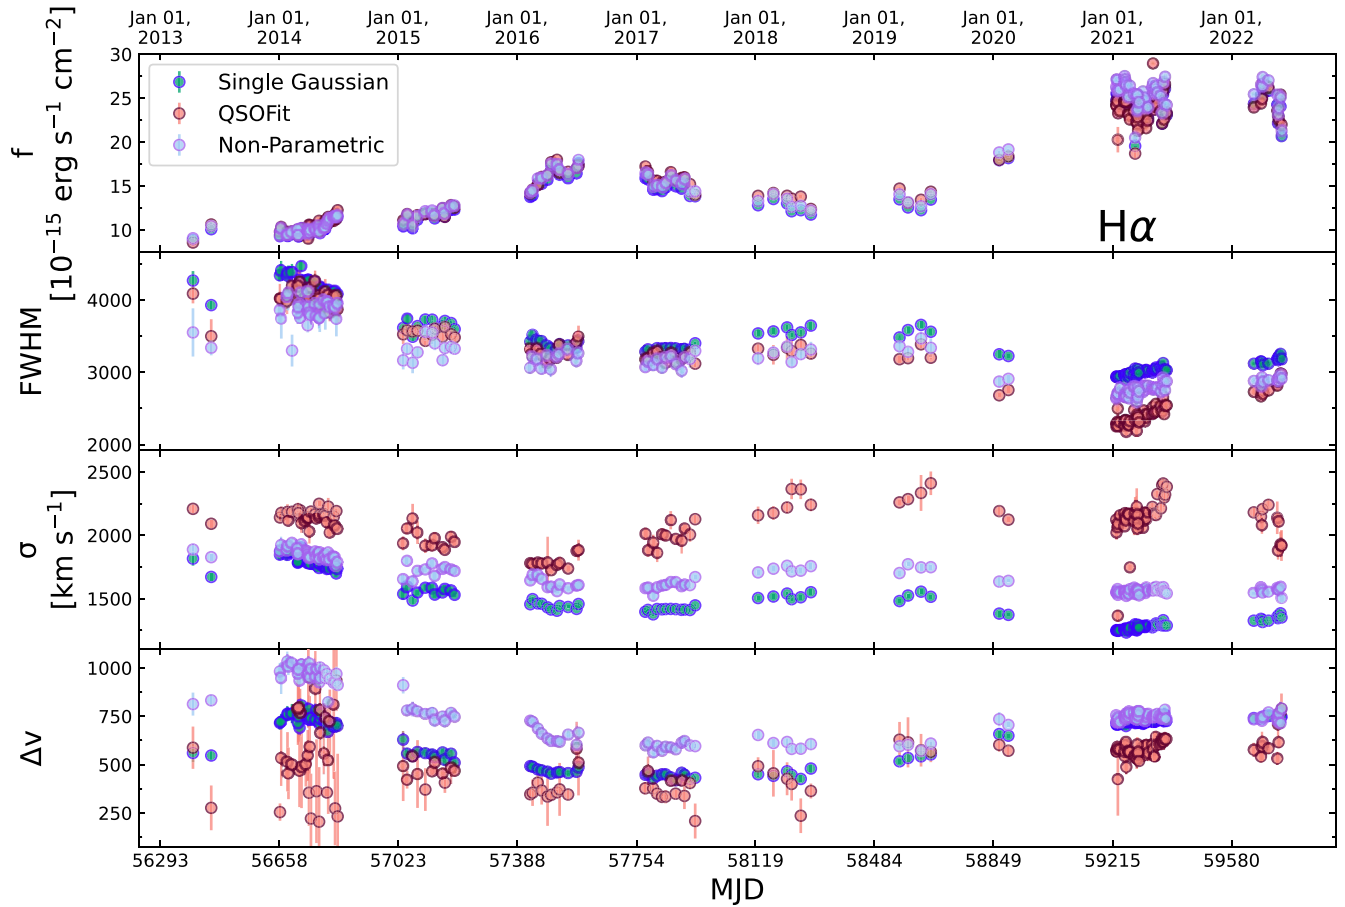 Jan 01, Jan 01, Jan 01, Jan 01, Jan 01, Jan 01, Jan 01, Jan 01, Jan 01, Jan 01,
2013 2014 2015 2016 2017 2018 2019 2020 2021 2022
30
25
20
15
10
f
[10⁻¹⁵ erg s⁻¹ cm⁻²]
Single Gaussian
QSOFit
Non-Parametric
Hα
4000
3000
2000
FWHM
2500
2000
1500
σ
[km s⁻¹]
1000
750
500
250
Δv
56293 56658 57023 57388 57754 58119 58484 58849 59215 59580
MJD